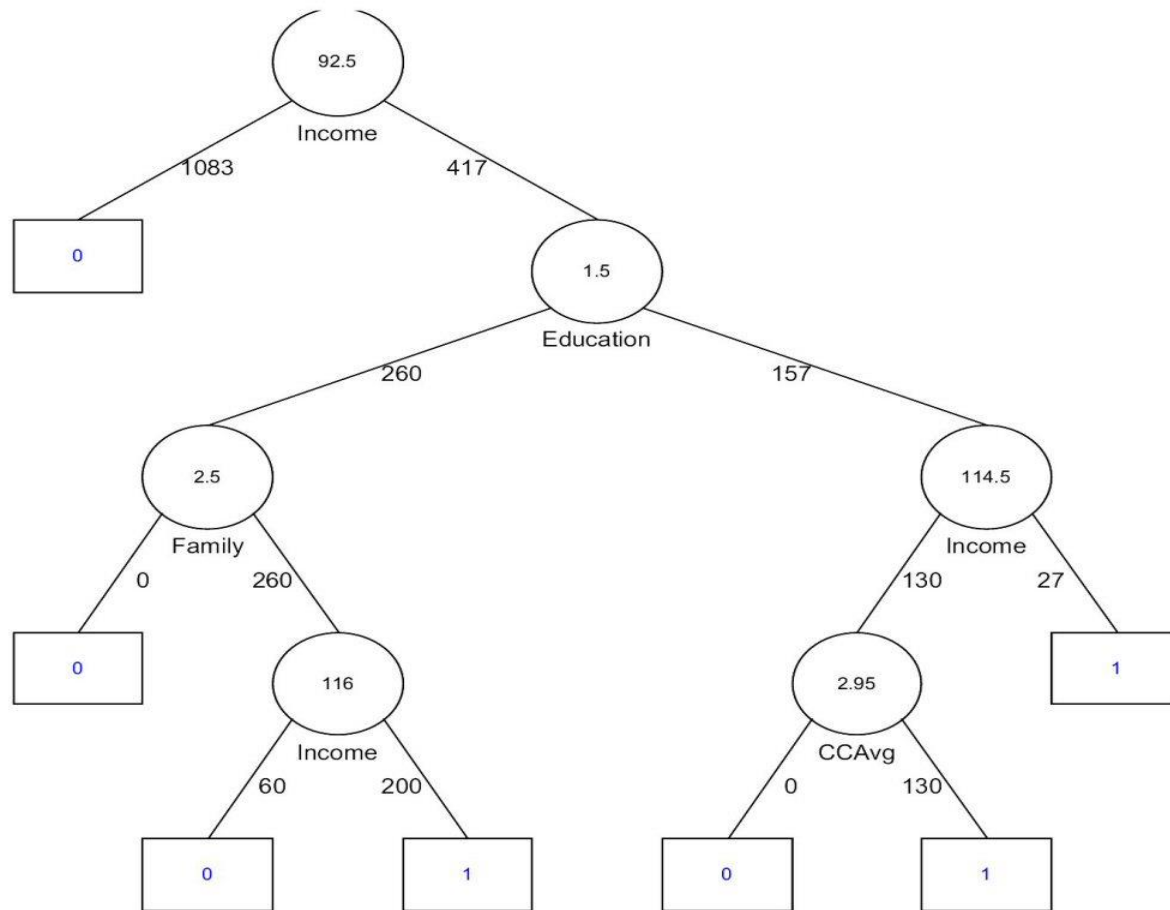 92.5
Income
1083 417
0
1.5
Education
260 157
2.5 114.5
Family Income
0 260 130 27
0 116 2.95 1
Income CCAvg
60 200 0 130
0 1 0 1